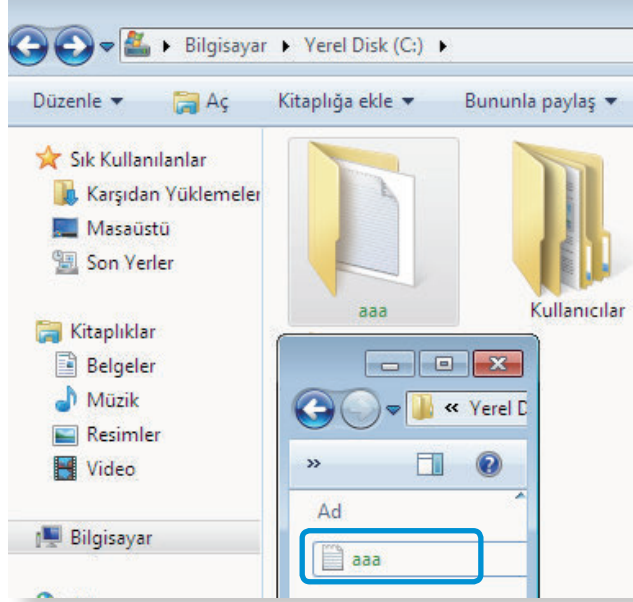 Bilgisayar ▸ Yerel Disk (C:) ▸
Düzenle Aç Kitaplığa ekle Bununla paylaş
Sık Kullanılanlar
Karşıdan Yüklemeler
Masaüstü
Son Yerler
Kitaplıklar
Belgeler
Müzik
Resimler
Video
Bilgisayar
aaa
Kullanıcılar
« Yerel D
»
Ad
aaa